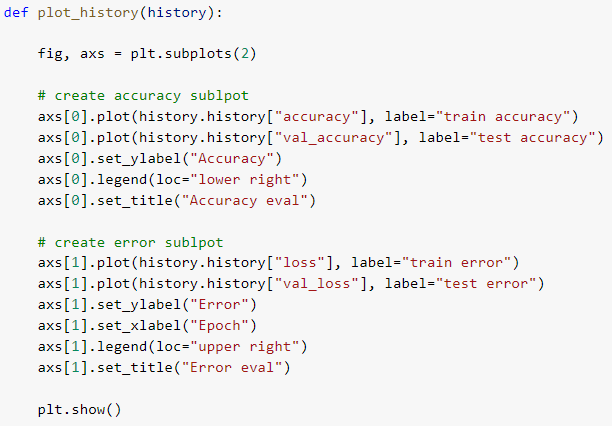 def plot_history(history):
fig, axs = plt.subplots(2)
# create accuracy sublpot
axs[0].plot(history.history["accuracy"], label="train accuracy")
axs[0].plot(history.history["val_accuracy"], label="test accuracy")
axs[0].set_ylabel("Accuracy")
axs[0].legend(loc="lower right")
axs[0].set_title("Accuracy eval")
# create error sublpot
axs[1].plot(history.history["loss"], label="train error")
axs[1].plot(history.history["val_loss"], label="test error")
axs[1].set_ylabel("Error")
axs[1].set_xlabel("Epoch")
axs[1].legend(loc="upper right")
axs[1].set_title("Error eval")
plt.show()